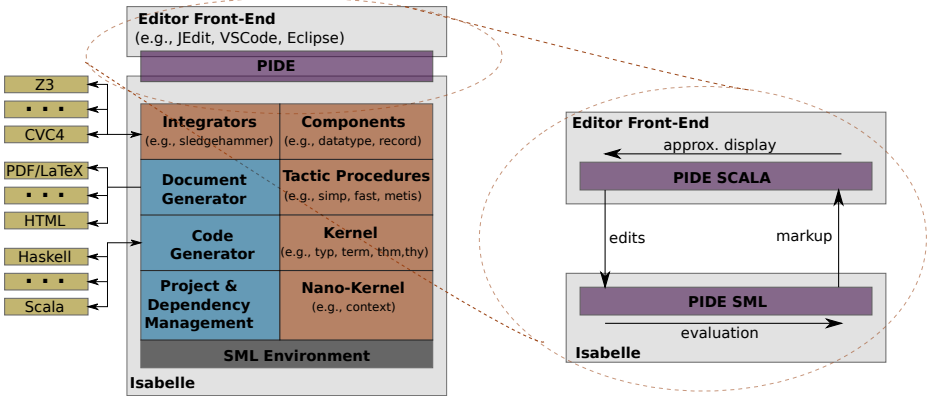 Editor Front-End
(e.g., JEdit, VSCode, Eclipse)
PIDE
Z3
. . .
CVC4
PDF/LaTeX
. . .
HTML
Haskell
. . .
Scala
Integrators
(e.g., sledgehammer)
Components
(e.g., datatype, record)
Document
Generator
Tactic Procedures
(e.g., simp, fast, metis)
Code
Generator
Kernel
(e.g., typ, term, thm,thy)
Project &
Dependency
Management
Nano-Kernel
(e.g., context)
SML Environment
Isabelle
Editor Front-End
approx. display
PIDE SCALA
edits
markup
PIDE SML
evaluation
Isabelle